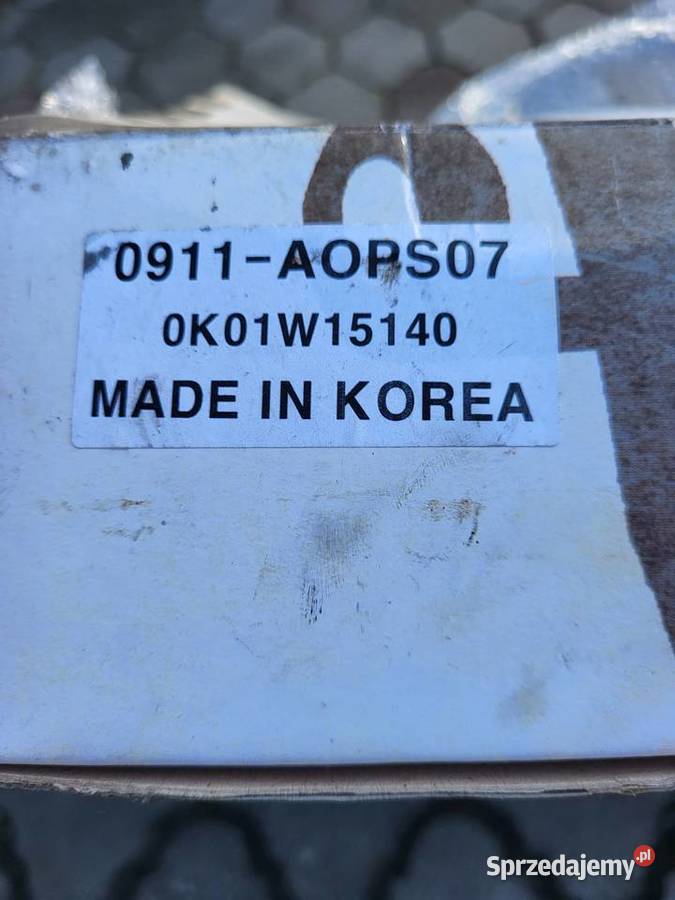 0911-AOPS07
0K01W15140
MADE IN KOREA
Sprzedajemy.pl